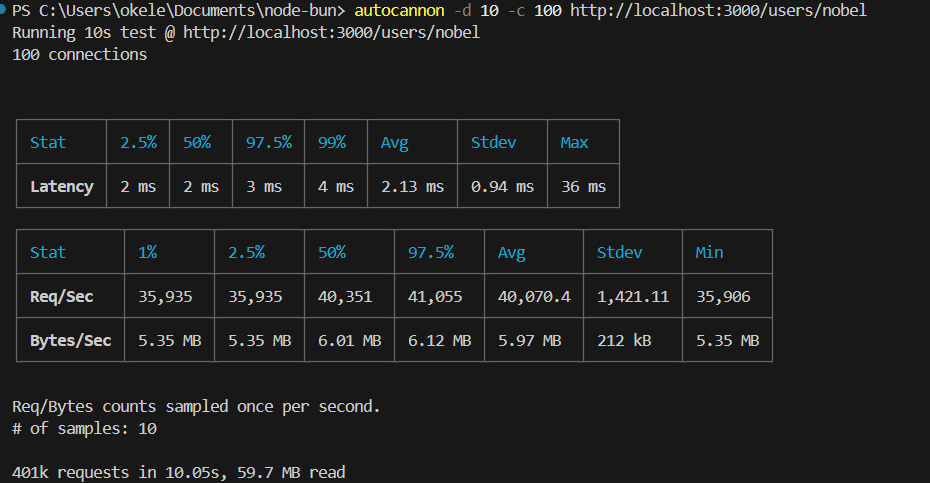 PS C:\Users\okele\Documents\node-bun> autocannon -d 10 -c 100 http://localhost:3000/users/nobel
Running 10s test @ http://localhost:3000/users/nobel
100 connections
Stat 2.5% 50% 97.5% 99% Avg Stdev Max
Latency 2 ms 2 ms 3 ms 4 ms 2.13 ms 0.94 ms 36 ms
Stat 1% 2.5% 50% 97.5% Avg Stdev Min
Req/Sec 35,935 35,935 40,351 41,055 40,070.4 1,421.11 35,906
Bytes/Sec 5.35 MB 5.35 MB 6.01 MB 6.12 MB 5.97 MB 212 kB 5.35 MB
Req/Bytes counts sampled once per second.
# of samples: 10
401k requests in 10.05s, 59.7 MB read